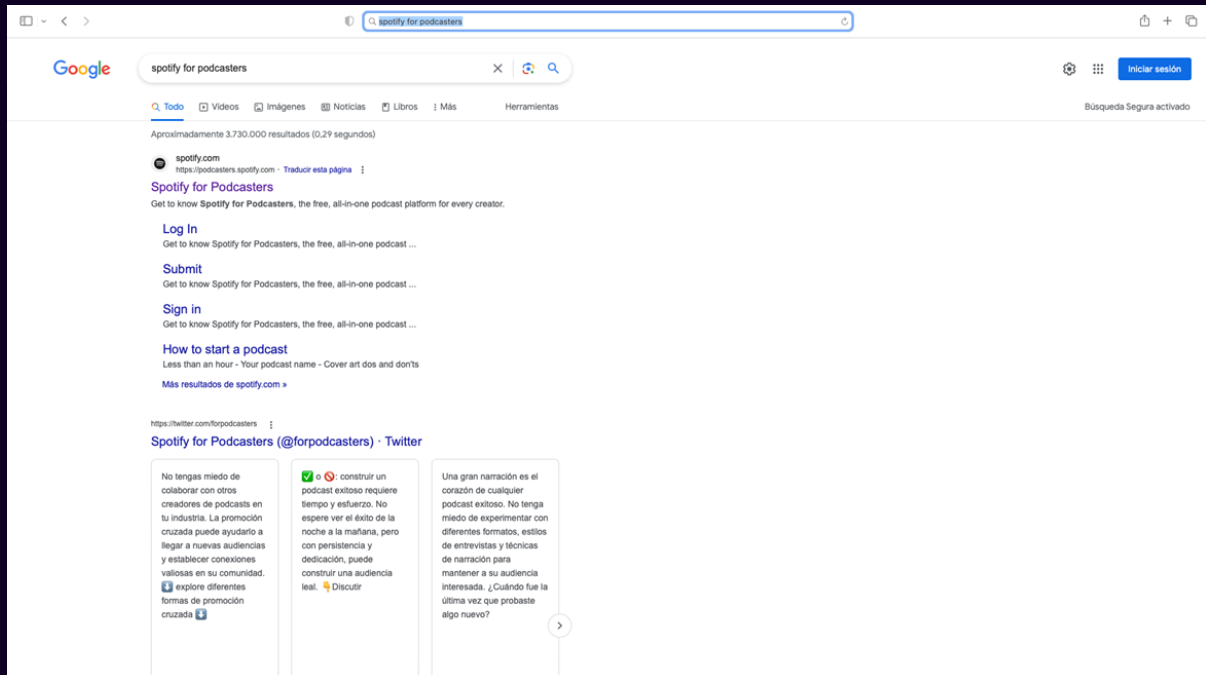 spotify for podcasters
Google
spotify for podcasters
Iniciar sesión
Todo
Vídeos
Imágenes
Noticias
Libros
Más
Herramientas
Búsqueda Segura activado
Aproximadamente 3.730.000 resultados (0,29 segundos)
spotify.com
https://podcasters.spotify.com · Traducir esta página
Spotify for Podcasters
Get to know Spotify for Podcasters, the free, all-in-one podcast platform for every creator.
Log In
Get to know Spotify for Podcasters, the free, all-in-one podcast ...
Submit
Get to know Spotify for Podcasters, the free, all-in-one podcast ...
Sign in
Get to know Spotify for Podcasters, the free, all-in-one podcast ...
How to start a podcast
Less than an hour - Your podcast name - Cover art dos and don'ts
Más resultados de spotify.com »
https://twitter.com/forpodcasters
Spotify for Podcasters (@forpodcasters) · Twitter
No tengas miedo de
colaborar con otros
creadores de podcasts en
tu industria. La promoción
cruzada puede ayudarlo a
llegar a nuevas audiencias
y establecer conexiones
valiosas en su comunidad.
⬇️ explore diferentes
formas de promoción
cruzada ⬇️
✅ o 🚫: construir un
podcast exitoso requiere
tiempo y esfuerzo. No
espere ver el éxito de la
noche a la mañana, pero
con persistencia y
dedicación, puede
construir una audiencia
leal. 👇Discutir
Una gran narración es el
corazón de cualquier
podcast exitoso. No tenga
miedo de experimentar con
diferentes formatos, estilos
de entrevistas y técnicas
de narración para
mantener a su audiencia
interesada. ¿Cuándo fue la
última vez que probaste
algo nuevo?